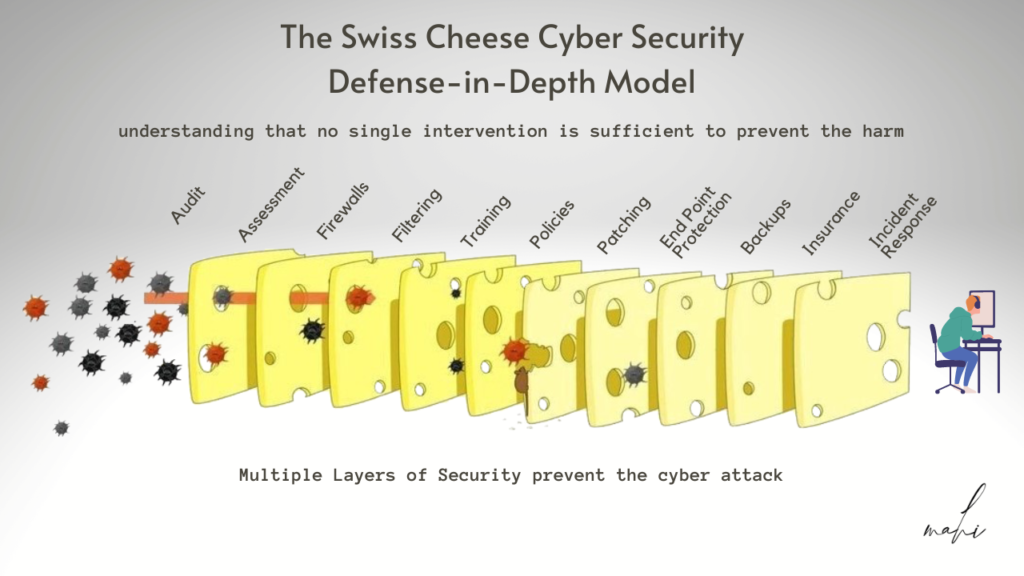 The Swiss Cheese Cyber Security
Defense-in-Depth Model
understanding that no single intervention is sufficient to prevent the harm
Audit
Assessment
Firewalls
Filtering
Training
Policies
Patching
End Point
Protection
Backups
Insurance
Incident
Response
Multiple Layers of Security prevent the cyber attack
mahi